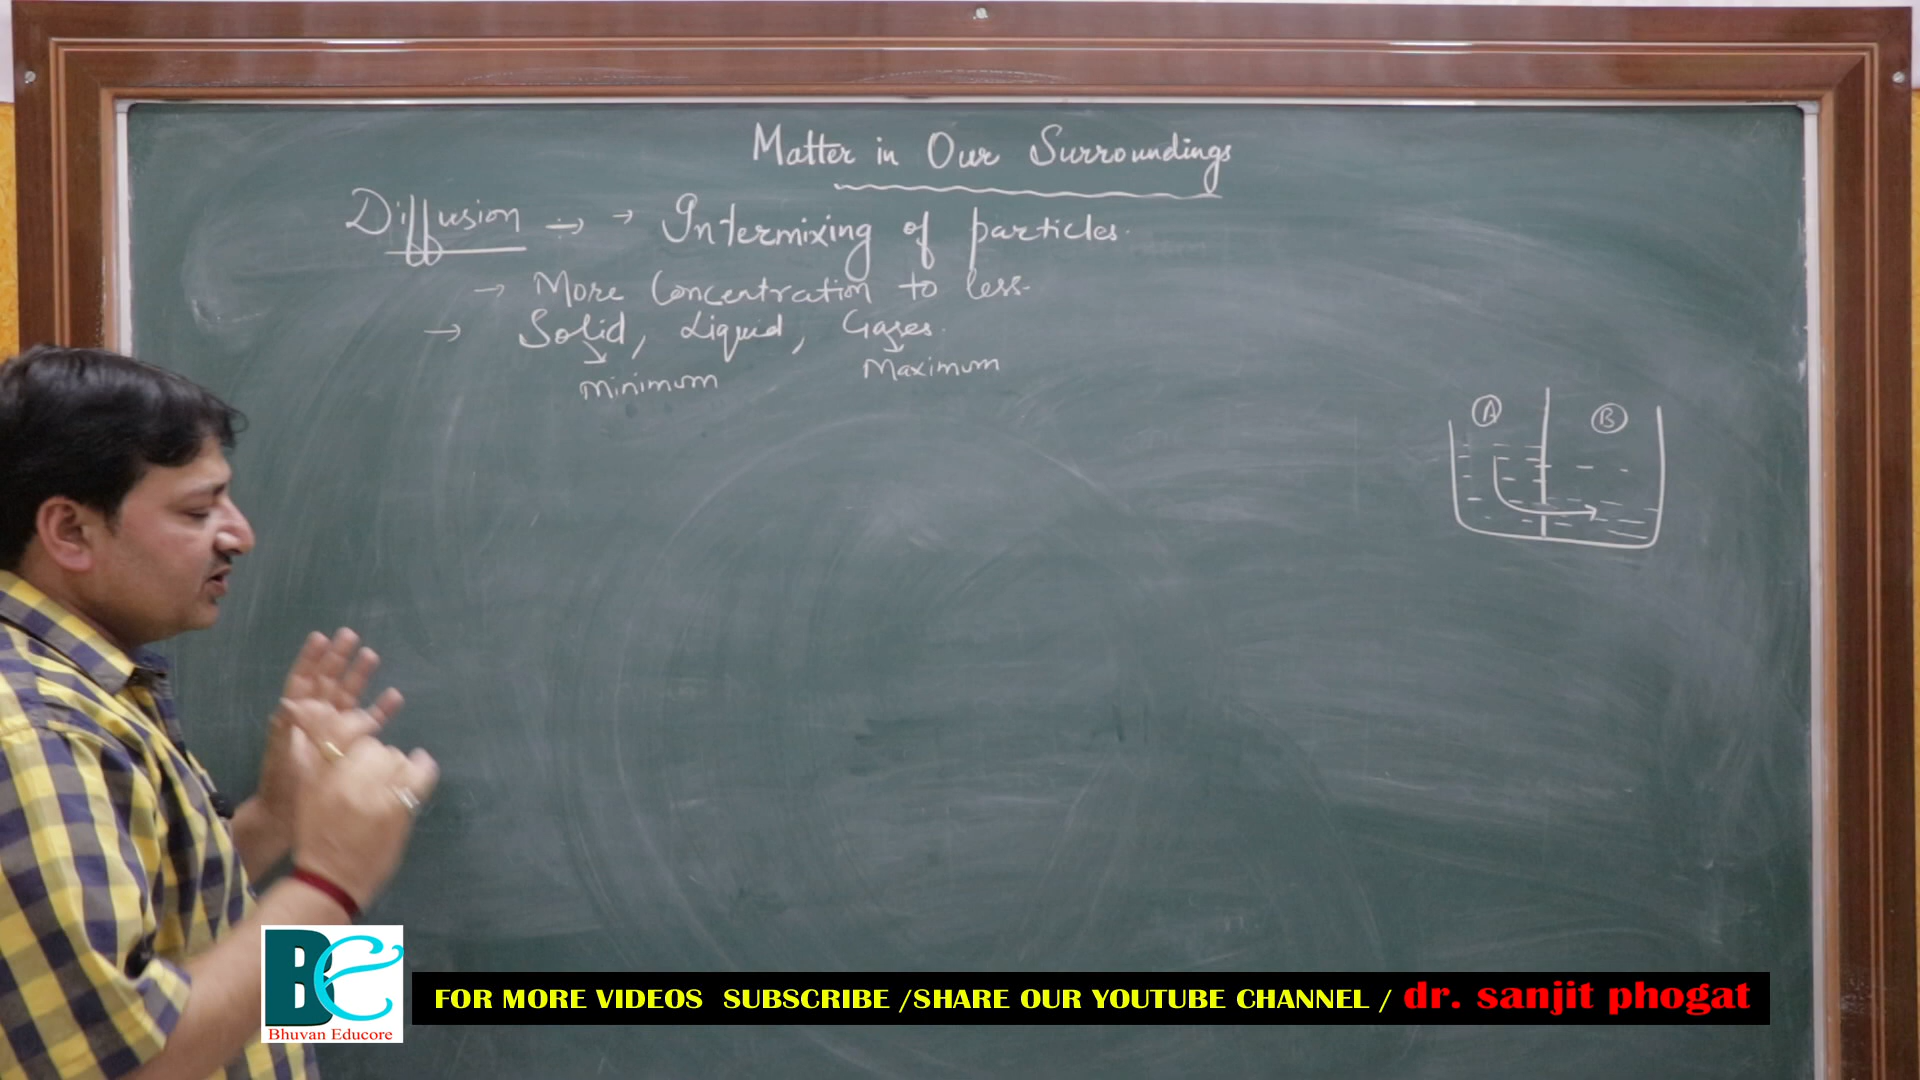 Matter in Our Surroundings
Diffusion → → Intermixing of particles.
→ More Concentration to less.
→ Solid, Liquid, Gases.
Minimum Maximum
A B
BE
Bhuvan Educore
FOR MORE VIDEOS SUBSCRIBE /SHARE OUR YOUTUBE CHANNEL / dr. sanjit phogat